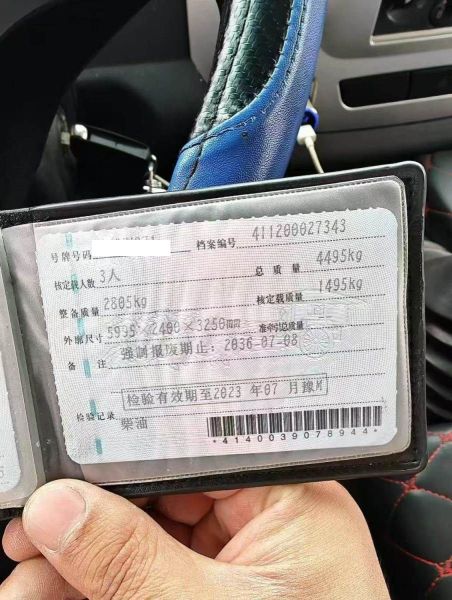 号牌号码 档案编号 411200027343
核定载人数 3人 总质量 4495kg
整备质量 2805kg 核定载质量 1495kg
外廓尺寸 5995×2400×3250mm 准牵引总质量
备注 强制报废期止：2036-07-08
检验有效期至2023年07月豫M
检验记录
柴油
*4140039078944*